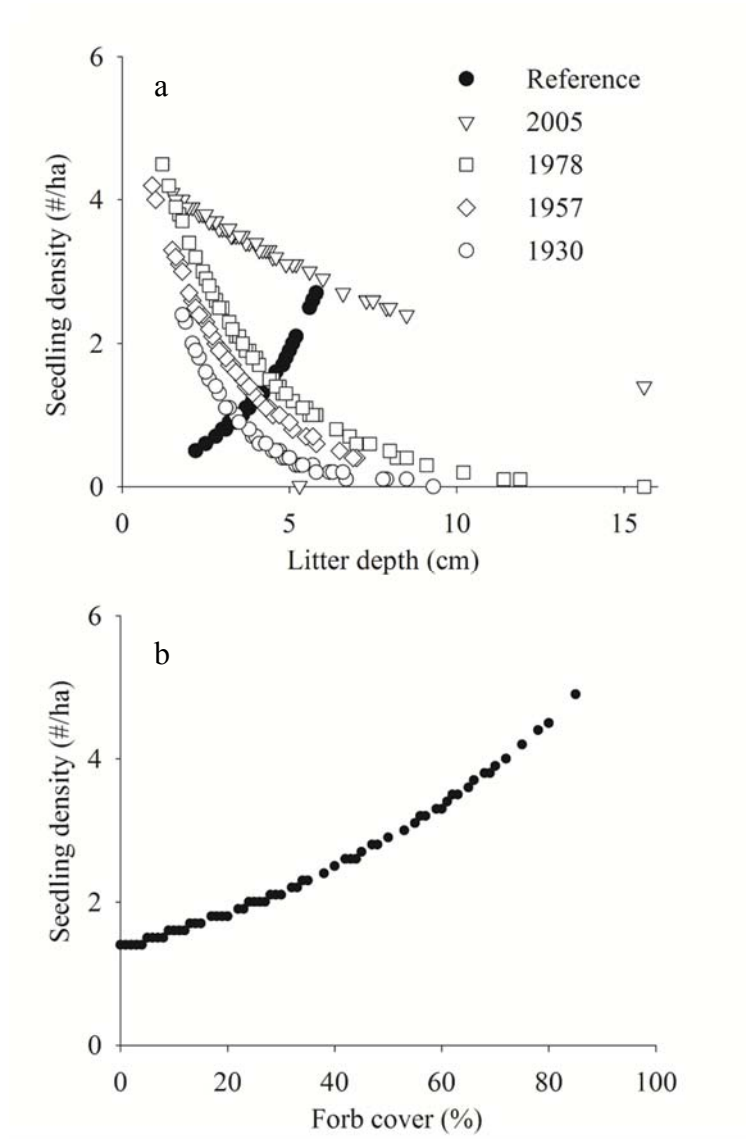 6
a
Reference
2005
1978
1957
1930
4
2
0
Seedling density (#/ha)
0 5 10 15
Litter depth (cm)
6
b
4
2
0
Seedling density (#/ha)
0 20 40 60 80 100
Forb cover (%)